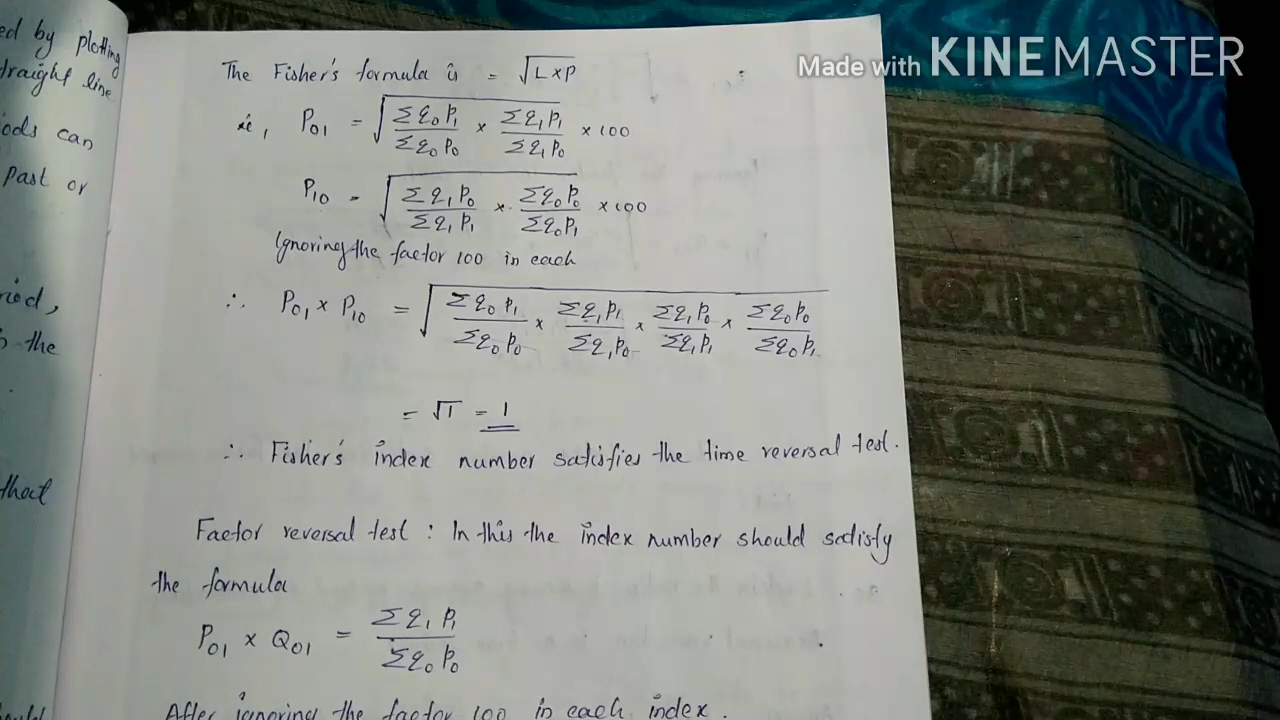 ed by plotting
traight line.
ods can
past or
riod,
the
that
Made with KINEMASTER
The Fisher's formula is = √L×P
ie, P₀₁ = √(Σq₀P₁/Σq₀P₀ × Σq₁P₁/Σq₁P₀) × 100
P₁₀ = √(Σq₁P₀/Σq₁P₁ × Σq₀P₀/Σq₀P₁) × 100
Ignoring the factor 100 in each
∴ P₀₁ × P₁₀ = √(Σq₀P₁/Σq₀P₀ × Σq₁P₁/Σq₁P₀ × Σq₁P₀/Σq₁P₁ × Σq₀P₀/Σq₀P₁)
= √1 = 1
∴ Fisher's index number satisfies the time reversal test.
Factor reversal test : In this the index number should satisfy
the formula
P₀₁ × Q₀₁ = Σq₁P₁/Σq₀P₀
After ignoring the factor 100 in each index.